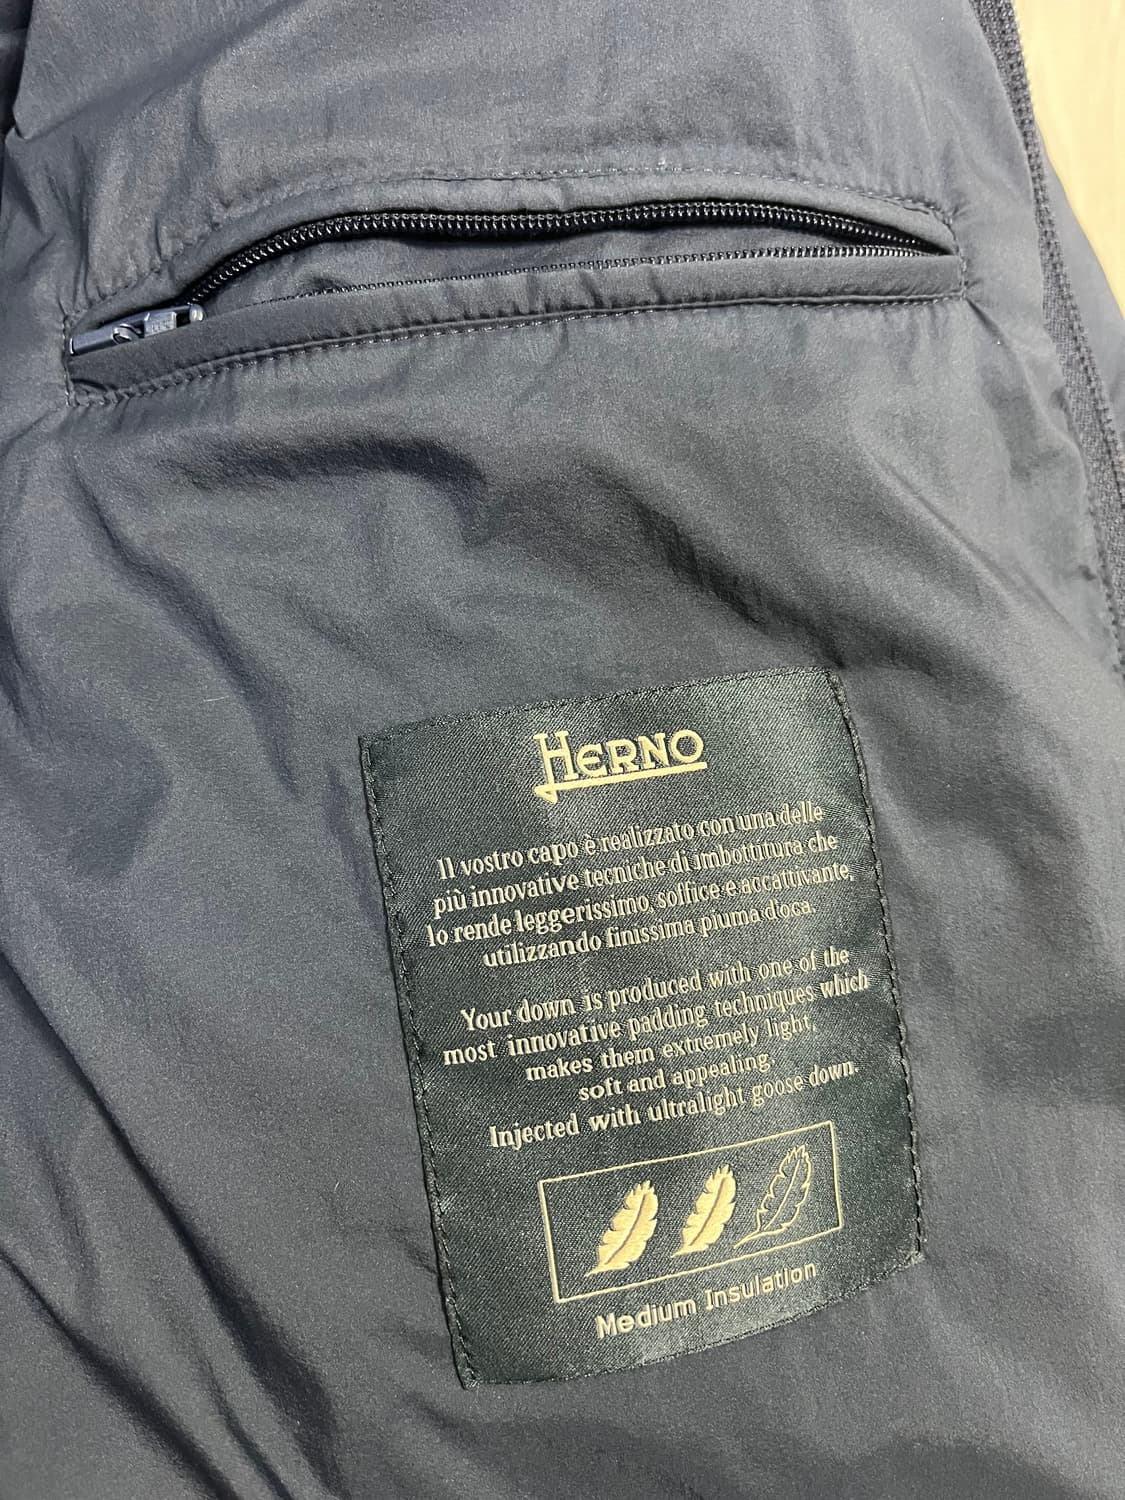 HERNO
Il vostro capo è realizzato con una delle
più innovative tecniche di imbottutura che
lo rende leggerissimo, soffice e accattivante,
utilizzando finissima piuma d'oca.
Your down is produced with one of the
most innovative padding techniques which
makes them extremely light,
soft and appealing.
Injected with ultralight goose down.
Medium Insulation